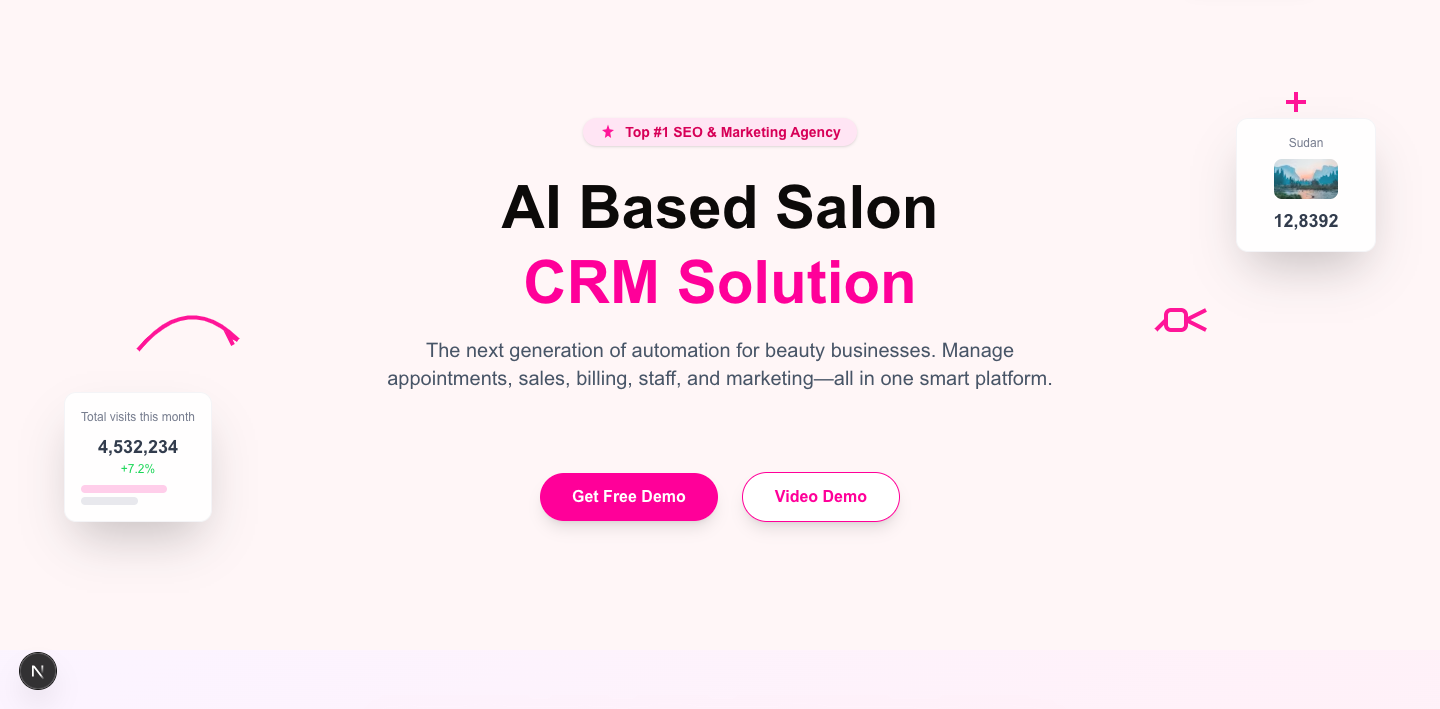 Top #1 SEO & Marketing Agency
AI Based Salon
CRM Solution
The next generation of automation for beauty businesses. Manage
appointments, sales, billing, staff, and marketing—all in one smart platform.
Get Free Demo
Video Demo
Sudan
12,8392
Total visits this month
4,532,234
+7.2%
N